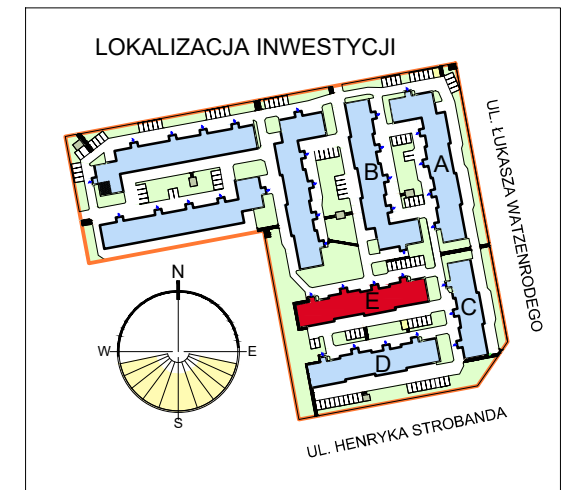 LOKALIZACJA INWESTYCJI
A
B
UL. ŁUKASZA WATZENRODEGO
N
E
C
W
E
D
S
UL. HENRYKA STROBANDA